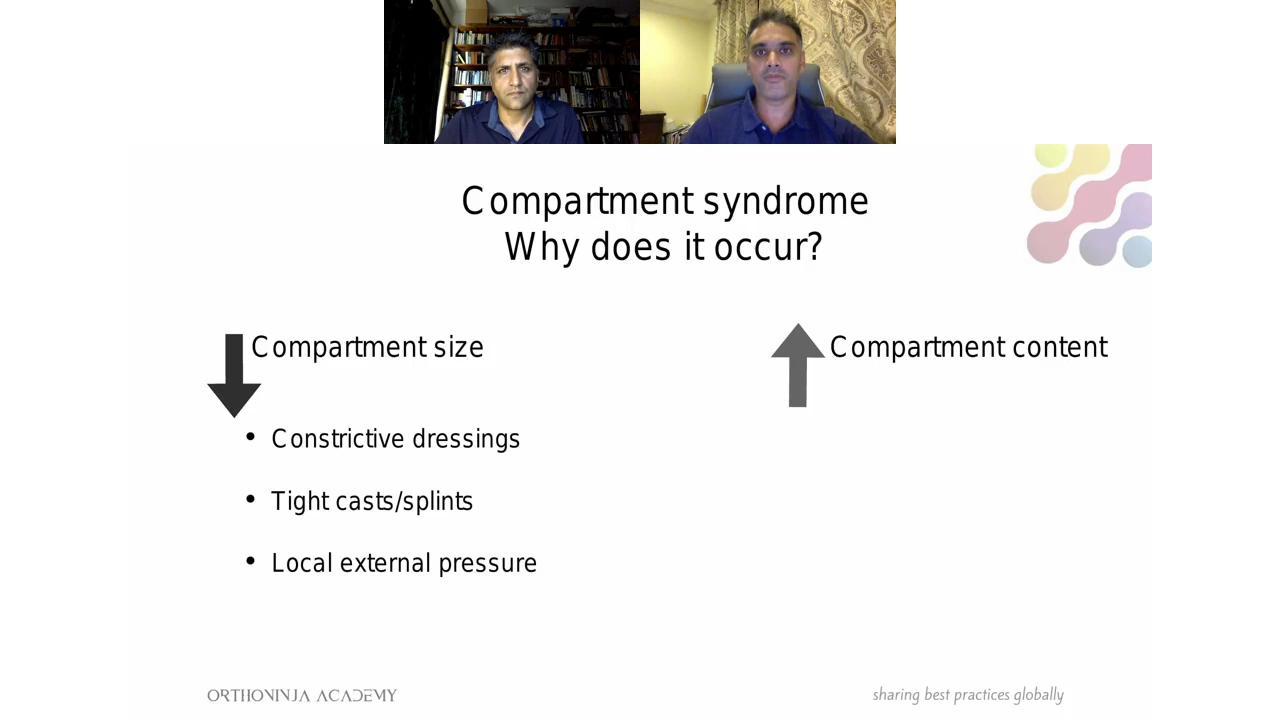 Compartment syndrome
Why does it occur?
Compartment size
Compartment content
• Constrictive dressings
• Tight casts/splints
• Local external pressure
ORTHONINJA ACADEMY
sharing best practices globally